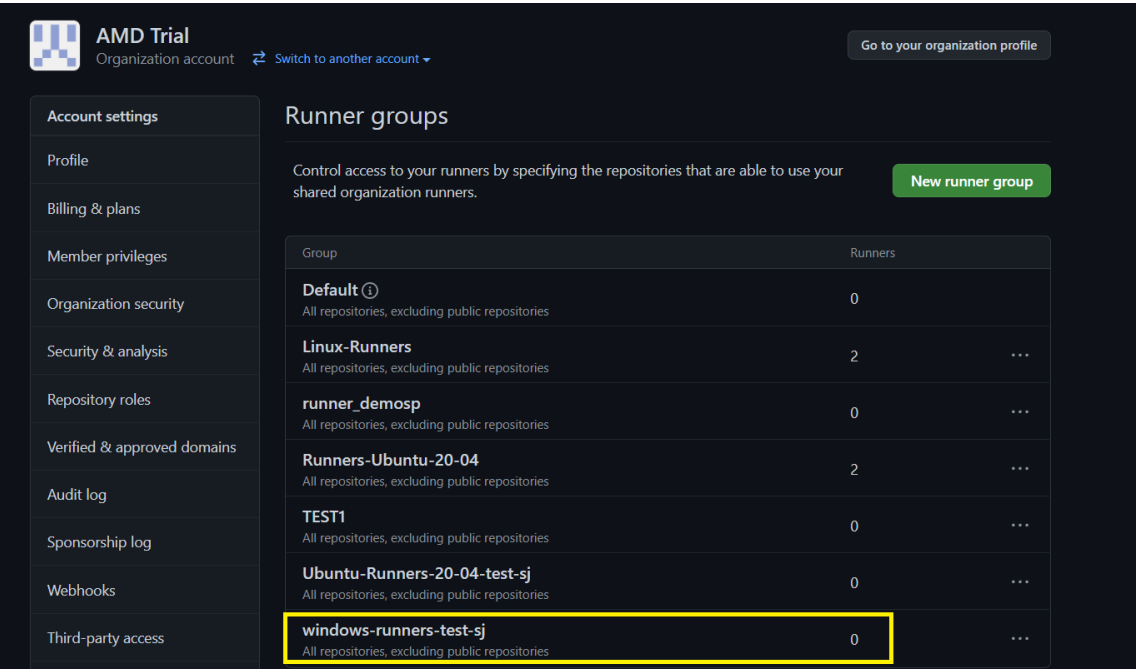 AMD Trial
Organization account Switch to another account
Go to your organization profile
Account settings
Profile
Billing & plans
Member privileges
Organization security
Security & analysis
Repository roles
Verified & approved domains
Audit log
Sponsorship log
Webhooks
Third-party access
Runner groups
Control access to your runners by specifying the repositories that are able to use your
shared organization runners.
New runner group
Group Runners
Default 0
All repositories, excluding public repositories
Linux-Runners 2
All repositories, excluding public repositories
runner_demosp 0
All repositories, excluding public repositories
Runners-Ubuntu-20-04 2
All repositories, excluding public repositories
TEST1 0
All repositories, excluding public repositories
Ubuntu-Runners-20-04-test-sj 0
All repositories, excluding public repositories
windows-runners-test-sj 0
All repositories, excluding public repositories